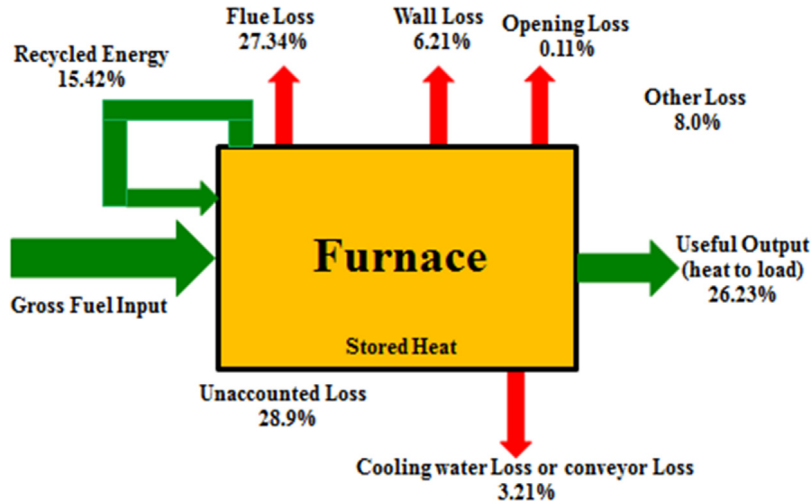 Flue Loss
27.34%
Wall Loss
6.21%
Opening Loss
0.11%
Recycled Energy
15.42%
Other Loss
8.0%
Furnace
Useful Output
(heat to load)
26.23%
Gross Fuel Input
Stored Heat
Unaccounted Loss
28.9%
Cooling water Loss or conveyor Loss
3.21%